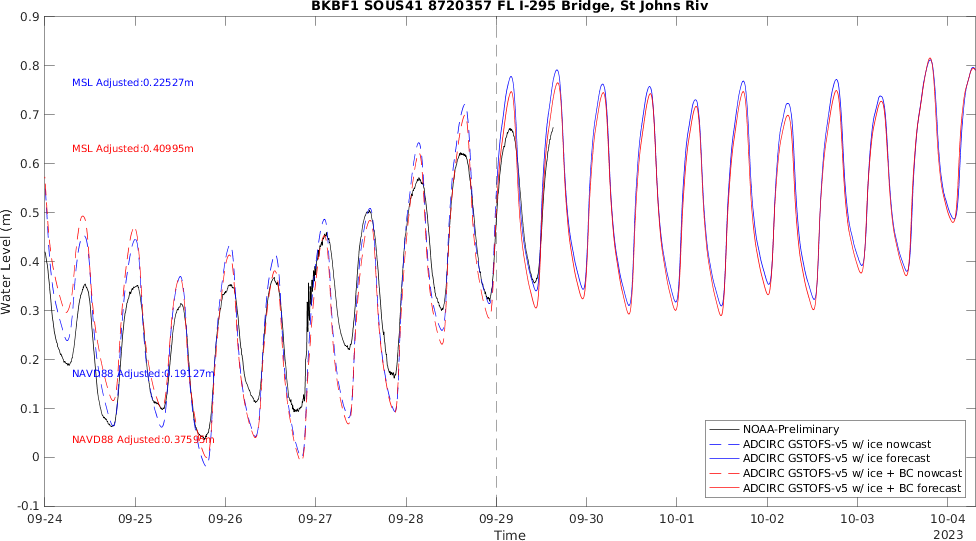 BKBF1 SOUS41 8720357 FL I-295 Bridge, St Johns Riv
0.9
0.8
0.7
0.6
0.5
0.4
0.3
0.2
0.1
0
-0.1
Water Level (m)
MSL Adjusted:0.22527m
MSL Adjusted:0.40995m
NAVD88 Adjusted:0.19127m
NAVD88 Adjusted:0.37595m
NOAA-Preliminary
ADCIRC GSTOFS-v5 w/ ice nowcast
ADCIRC GSTOFS-v5 w/ ice forecast
ADCIRC GSTOFS-v5 w/ ice + BC nowcast
ADCIRC GSTOFS-v5 w/ ice + BC forecast
09-24 09-25 09-26 09-27 09-28 09-29 09-30 10-01 10-02 10-03 10-04
Time
2023